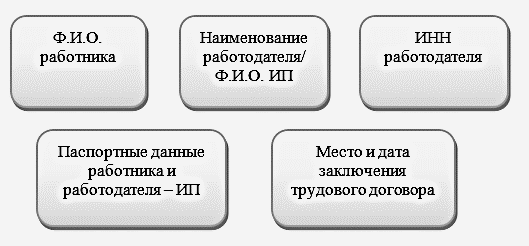 Ф.И.О.
работника
Наименование
работодателя/
Ф.И.О. ИП
ИНН
работодателя
Паспортные данные
работника и
работодателя – ИП
Место и дата
заключения
трудового договора